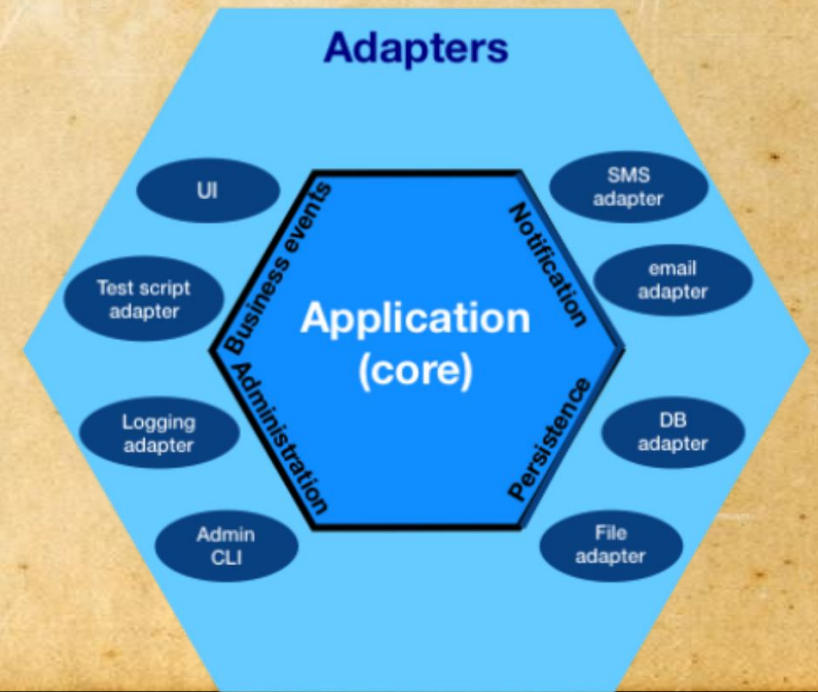 Adapters
UI
Test script
adapter
Logging
adapter
Admin
CLI
Business events
Administration
Application
(core)
Notification
Persistence
SMS
adapter
email
adapter
DB
adapter
File
adapter